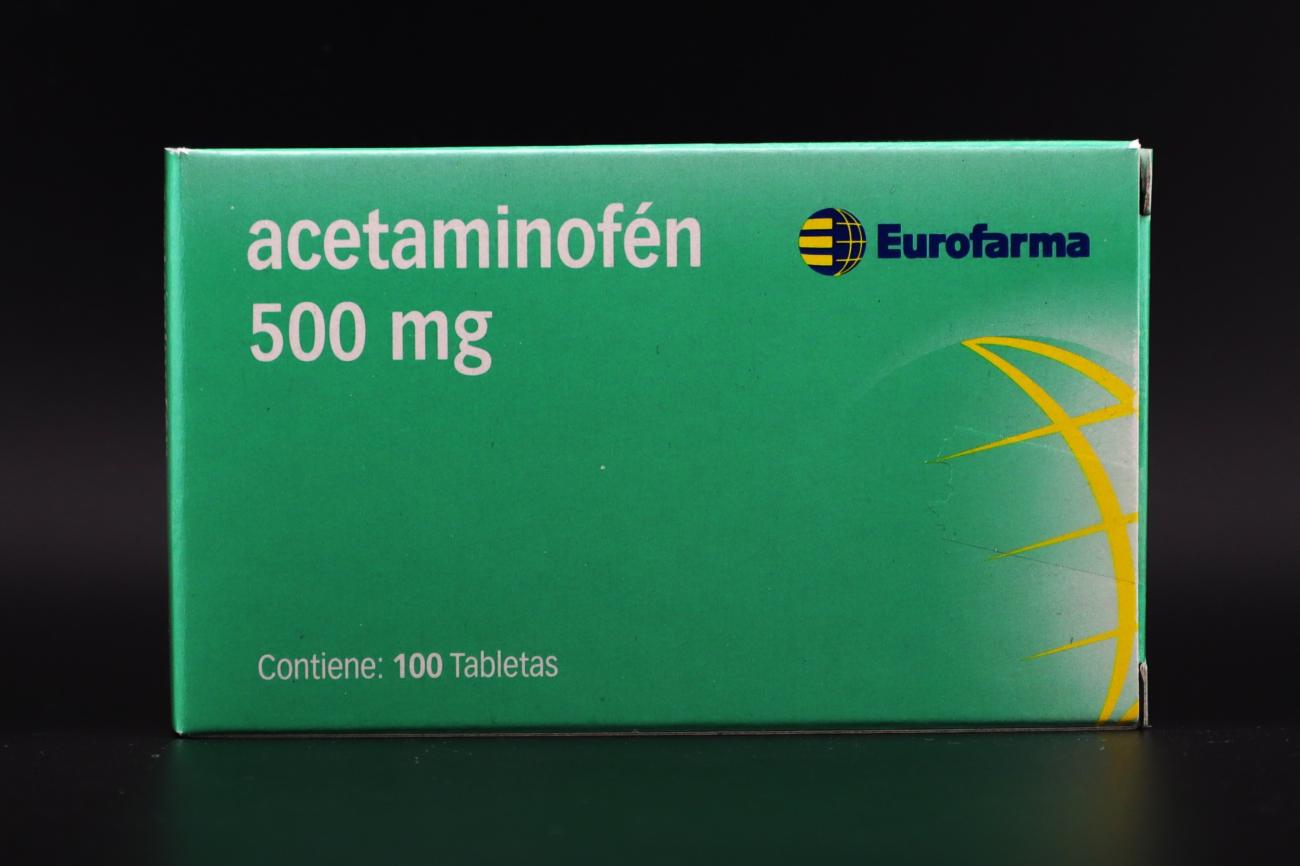 acetaminofén
500 mg
Eurofarma
Contiene: 100 Tabletas